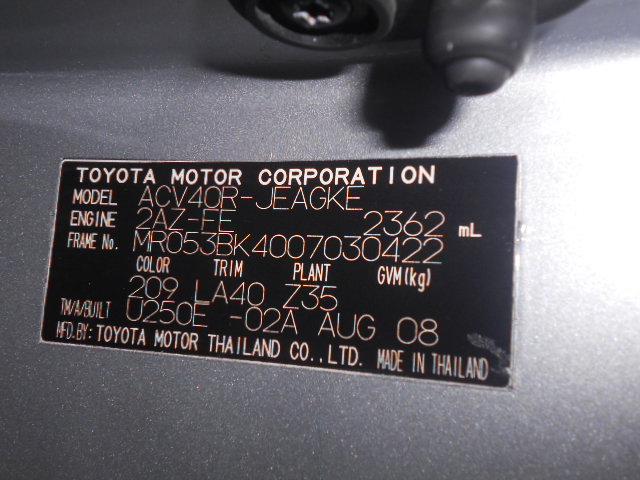 TOYOTA MOTOR CORPORATION
MODEL ACV40R-JEAGKE
ENGINE 2AZ-FE 2362 mL
FRAME No. MR053BK4007030422
COLOR TRIM PLANT GVM(kg)
209 LA40 Z35
TM/A/BUILT U250E -02A AUG 08
MFD.BY: TOYOTA MOTOR THAILAND CO.,LTD. MADE IN THAILAND